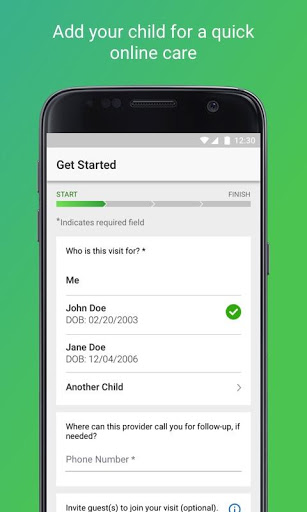 Add your child for a quick
online care
12:30
Get Started
START FINISH
*Indicates required field
Who is this visit for? *
Me
John Doe
DOB: 02/20/2003
Jane Doe
DOB: 12/04/2006
Another Child
Where can this provider call you for follow-up, if
needed?
Phone Number *
Invite guest(s) to join your visit (optional).